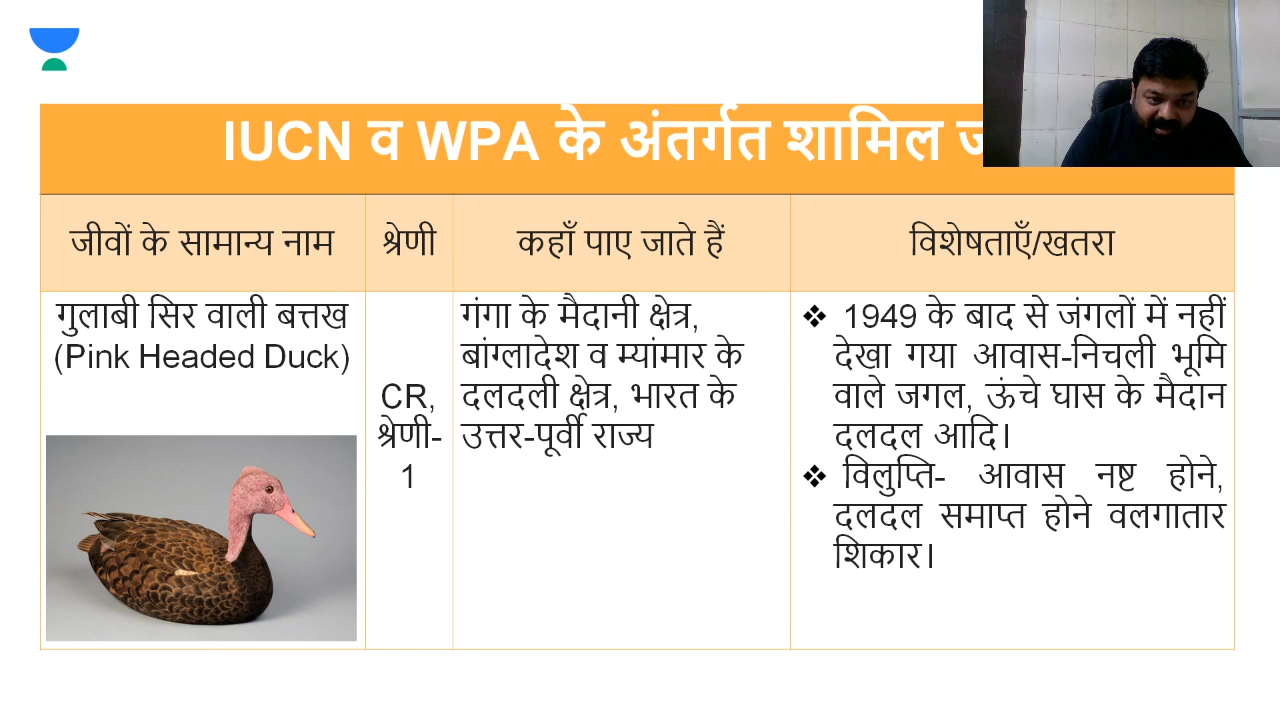 IUCN व WPA के अंतर्गत शामिल
जीवों के सामान्य नाम
श्रेणी
कहाँ पाए जाते हैं
विशेषताएँ/खतरा
गुलाबी सिर वाली बत्तख
(Pink Headed Duck)
CR,
श्रेणी-
1
गंगा के मैदानी क्षेत्र,
बांग्लादेश व म्यांमार के
दलदली क्षेत्र, भारत के
उत्तर-पूर्वी राज्य
❖ 1949 के बाद से जंगलों में नहीं
देखा गया आवास-निचली भूमि
वाले जगल, ऊंचे घास के मैदान
दलदल आदि।
❖ विलुप्ति- आवास नष्ट होने,
दलदल समाप्त होने वलगातार
शिकार।